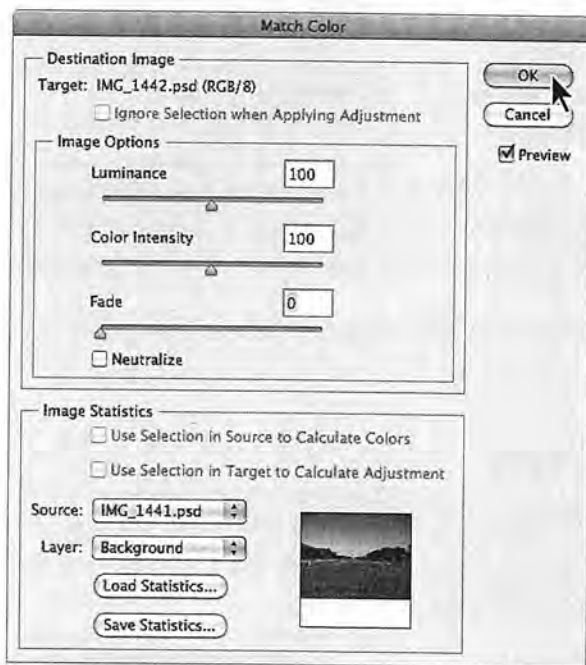 Match Color
Destination Image
Target: IMG_1442.psd (RGB/8)
Ignore Selection when Applying Adjustment
OK
Cancel
Preview
Image Options
Luminance 100
Color Intensity 100
Fade 0
Neutralize
Image Statistics
Use Selection in Source to Calculate Colors
Use Selection in Target to Calculate Adjustment
Source: IMG_1441.psd
Layer: Background
Load Statistics...
Save Statistics...